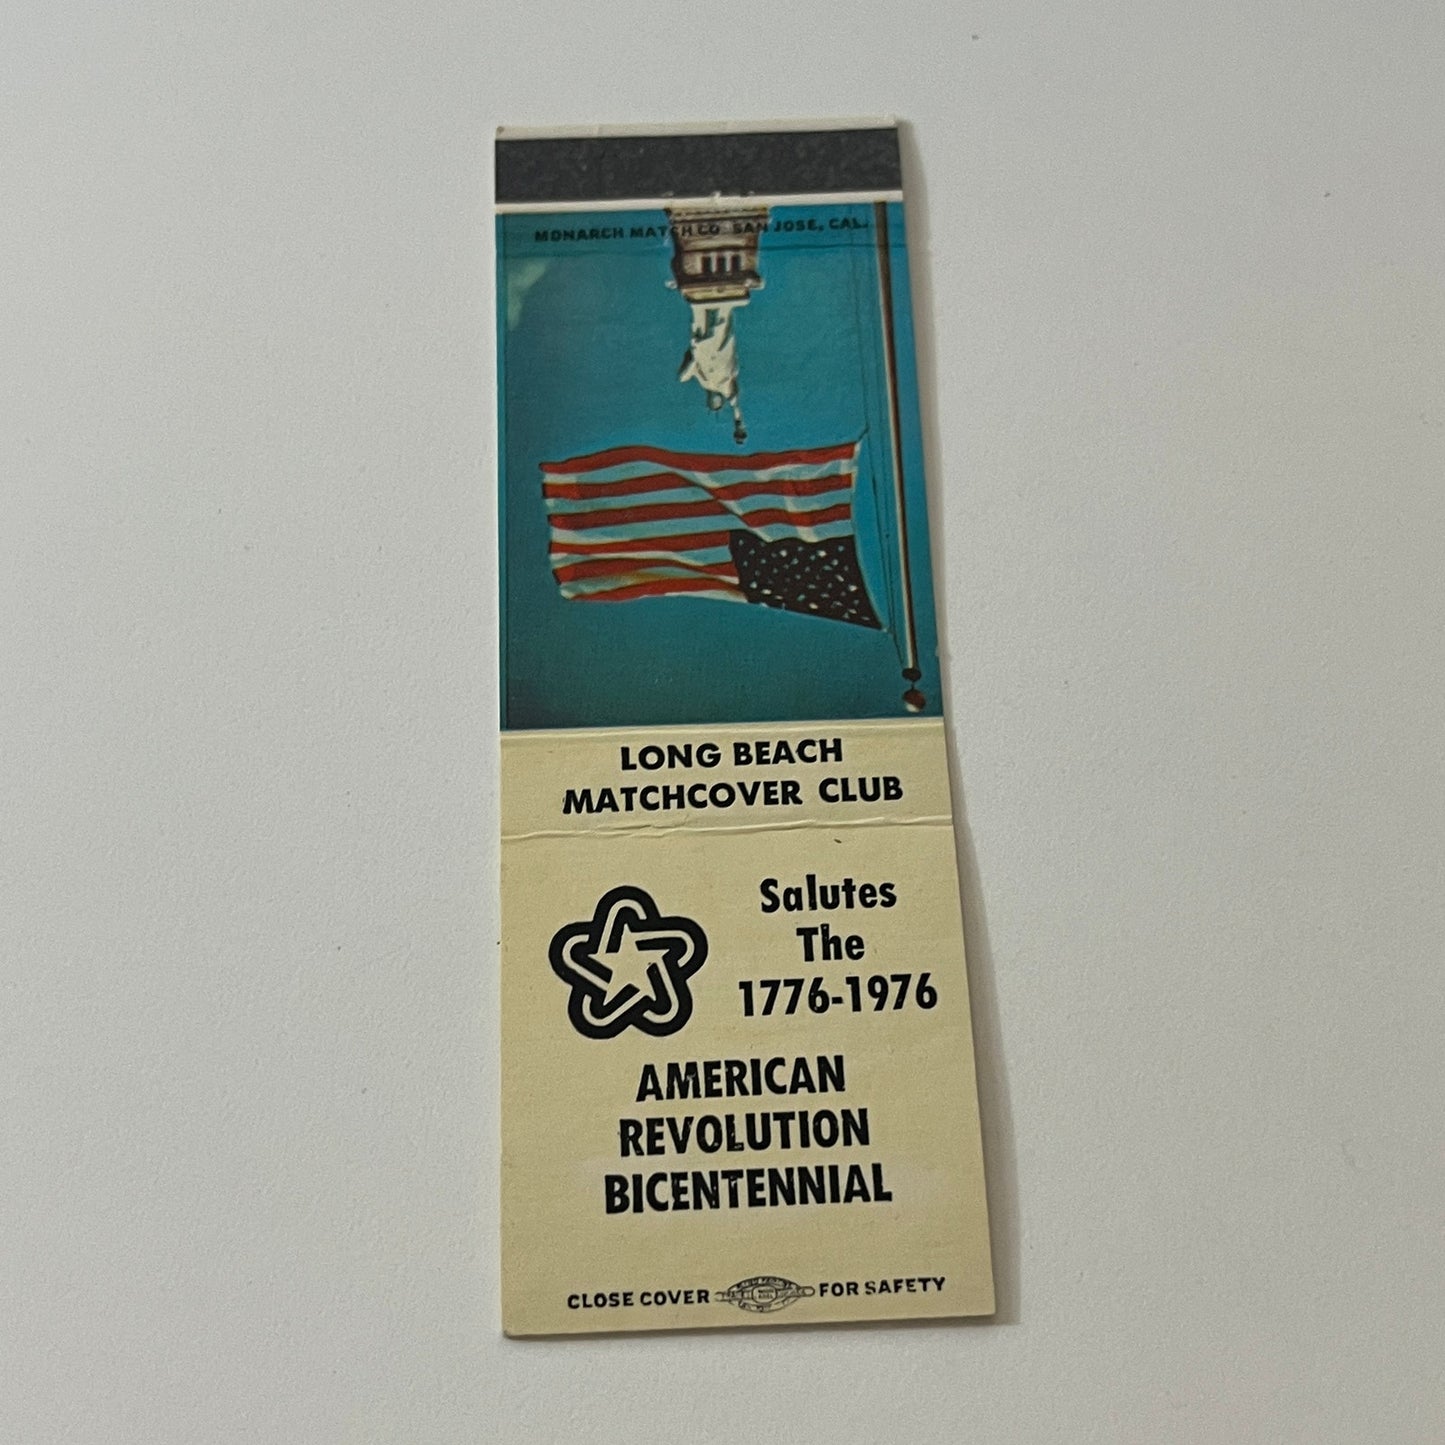 MONARCH MATCH CO. SAN JOSE, CAL.
LONG BEACH
MATCHCOVER CLUB
Salutes
The
1776-1976
AMERICAN
REVOLUTION
BICENTENNIAL
CLOSE COVER FOR SAFETY